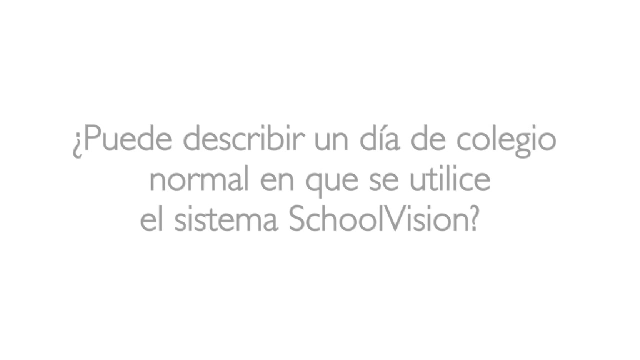 ¿Puede describir un día de colegio
normal en que se utilice
el sistema SchoolVision?